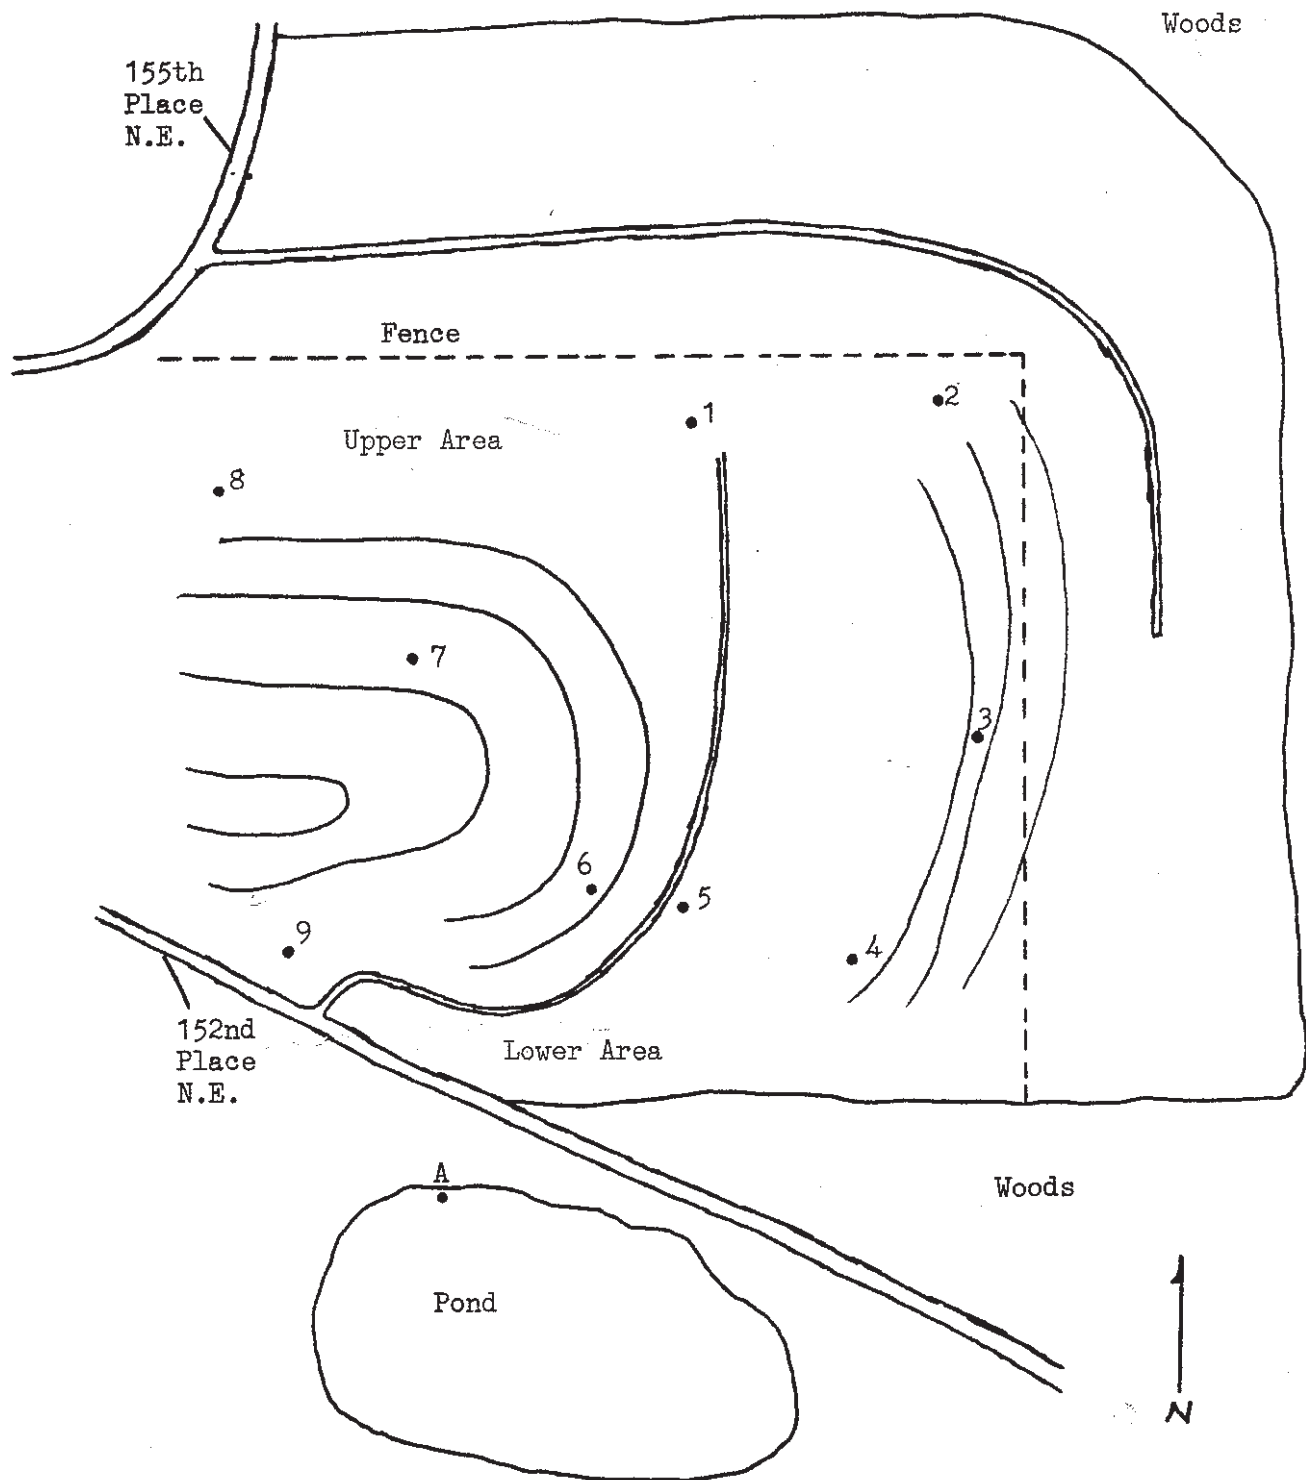 Woods
155th
Place
N.E.
Fence
2
1
Upper Area
8
7
3
6
5
9
4
152nd
Place
N.E.
Lower Area
A
Woods
Pond
N